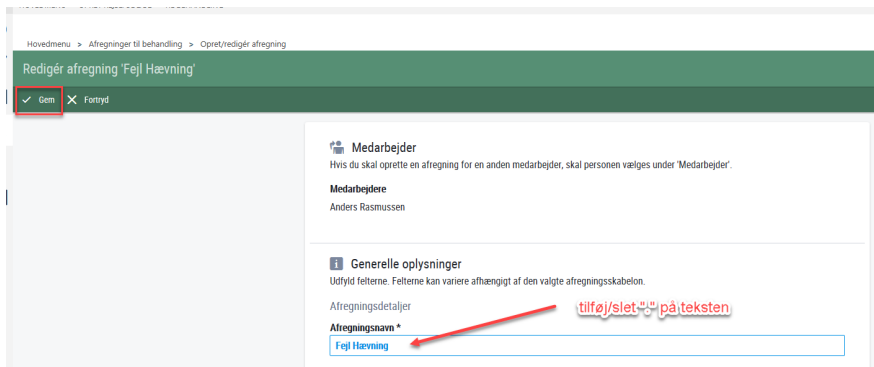 Hovedmenu > Afregninger til behandling > Opret/redigér afregning
Redigér afregning 'Fejl Hævning'
Gem Fortryd
Medarbejder
Hvis du skal oprette en afregning for en anden medarbejder, skal personen vælges under 'Medarbejder'.
Medarbejdere
Anders Rasmussen
Generelle oplysninger
Udfyld felterne. Felterne kan variere afhængigt af den valgte afregningsskabelon.
Afregningsdetaljer
tilføj/slet "." på teksten
Afregningsnavn *
Fejl Hævning